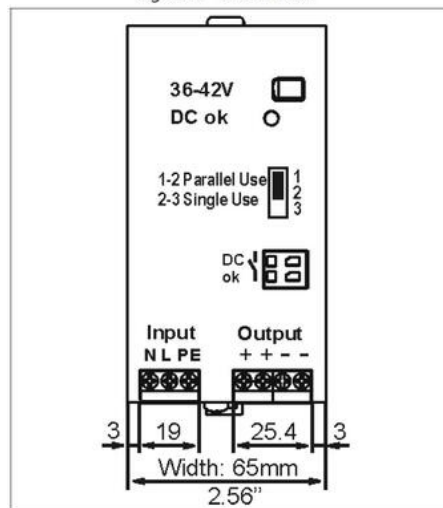 36-42V
DC ok
1-2 Parallel Use 1
2-3 Single Use 2
3
DC
ok
Input Output
N L PE + + - -
3 19 25.4 3
Width: 65mm
2.56"